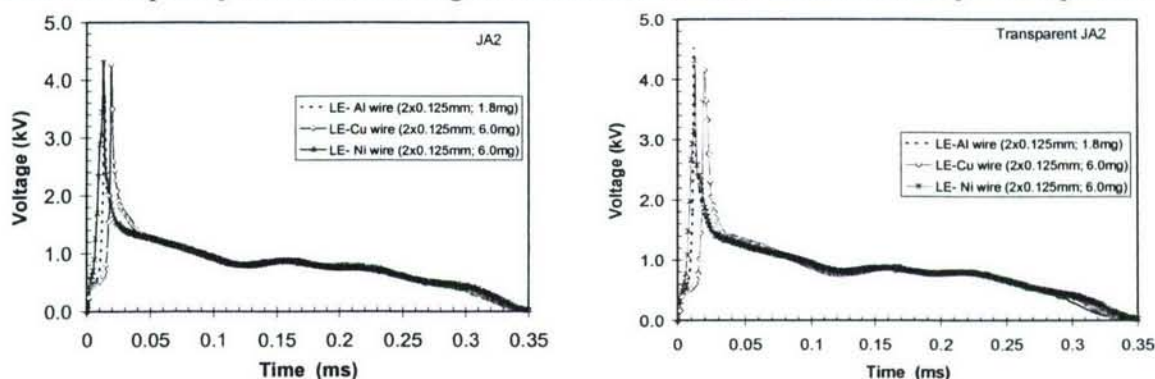 JA2
5.0
4.0
3.0
2.0
1.0
0.0
Voltage (kV)
LE- Al wire (2x0.125mm; 1.8mg)
LE-Cu wire (2x0.125mm; 6.0mg)
LE- Ni wire (2x0.125mm; 6.0mg)
0 0.05 0.1 0.15 0.2 0.25 0.3 0.35
Time (ms)
Transparent JA2
5.0
4.0
3.0
2.0
1.0
0.0
Voltage (kV)
LE-Al wire (2x0.125mm; 1.8mg)
LE-Cu wire (2x0.125mm; 6.0mg)
LE- Ni wire (2x0.125mm; 6.0mg)
0 0.05 0.1 0.15 0.2 0.25 0.3 0.35
Time (ms)